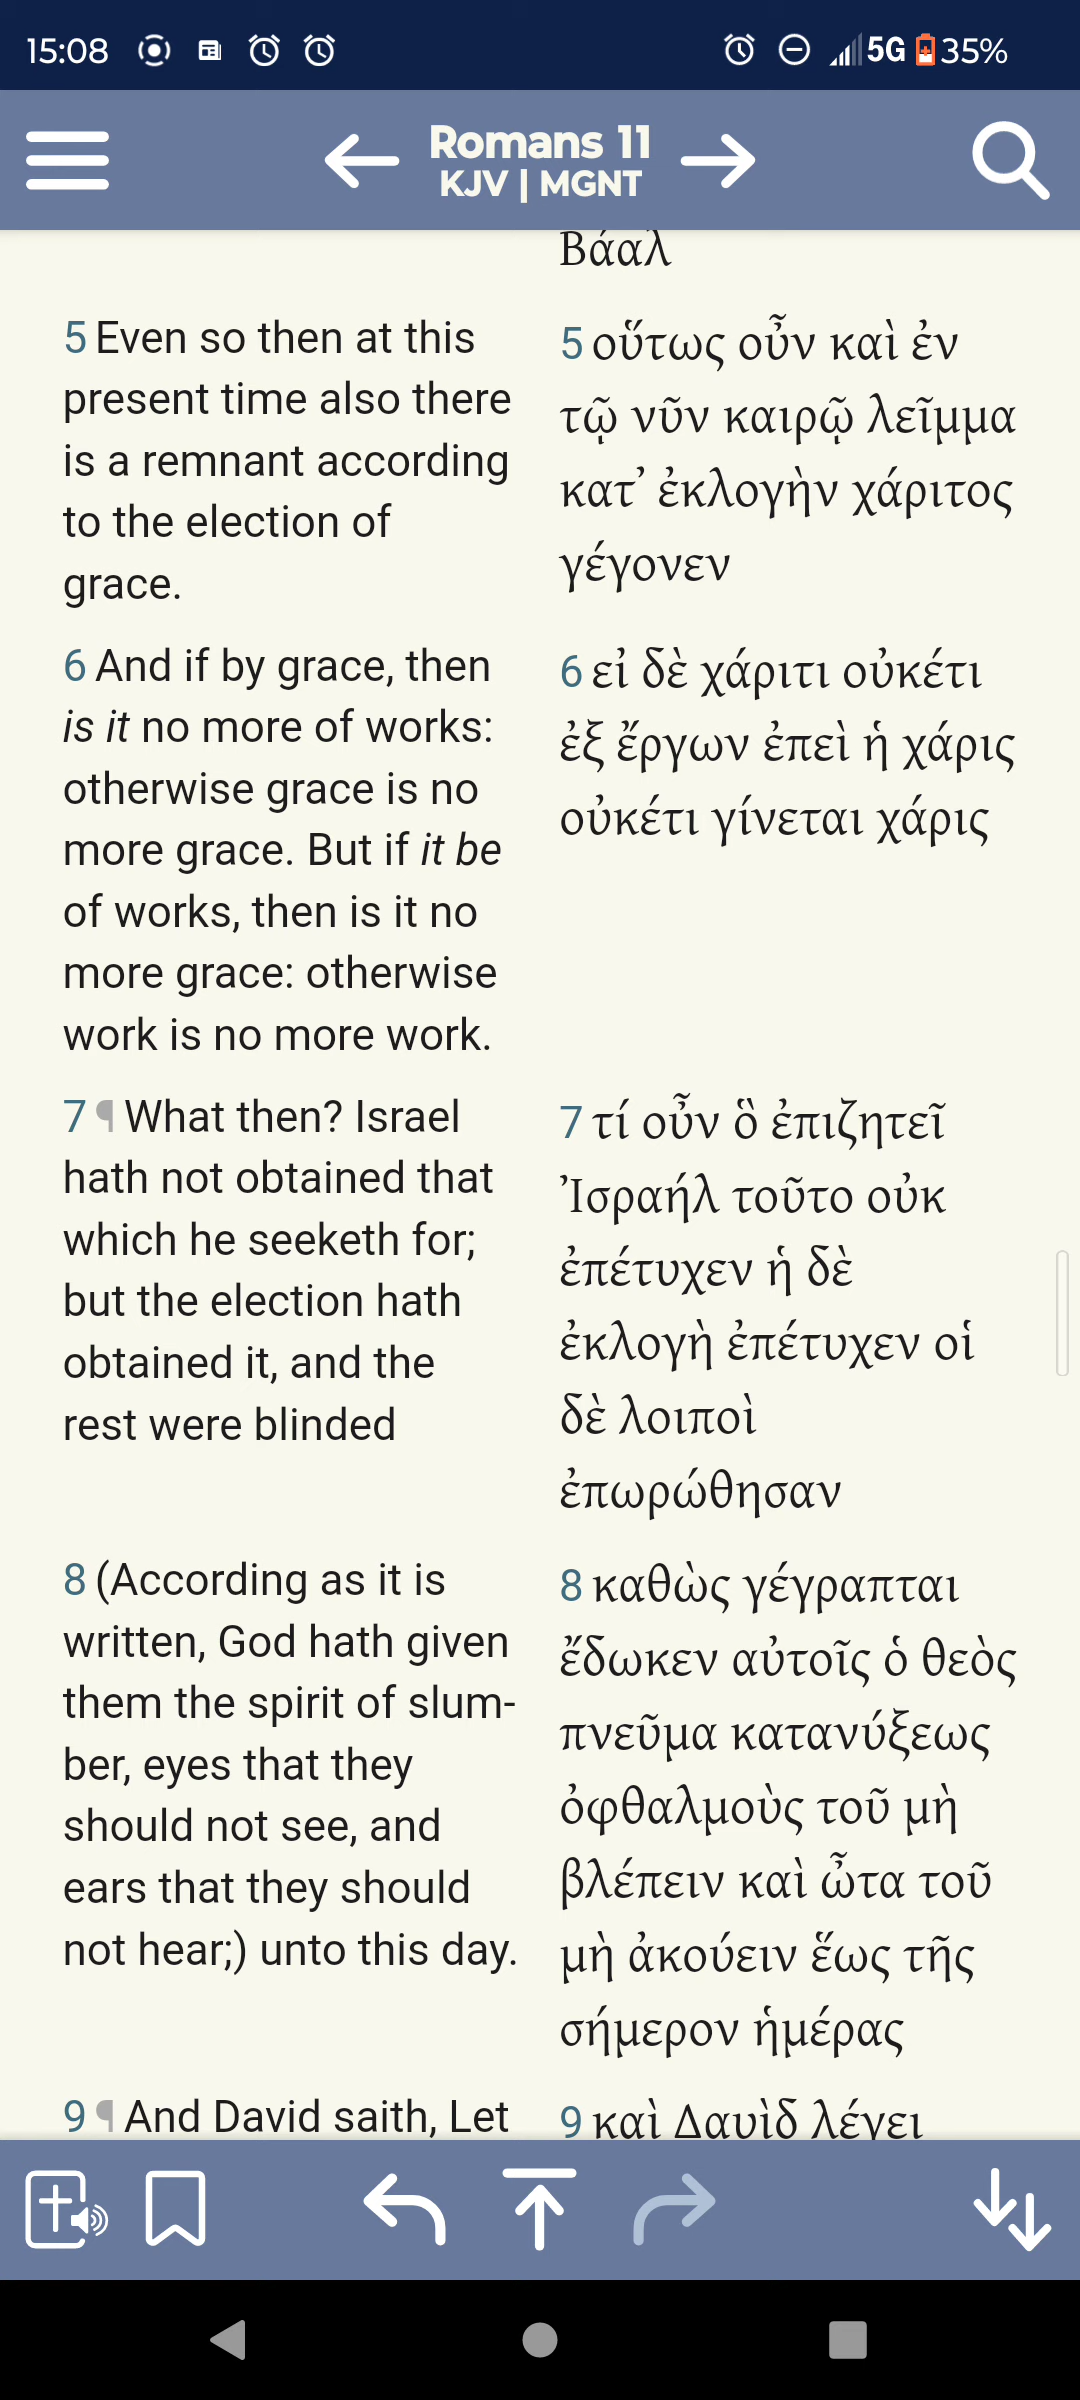 15:08 5G 35%
Romans 11
KJV | MGNT
Βάαλ
5 Even so then at this
present time also there
is a remnant according
to the election of
grace.
5 οὕτως οὖν καὶ ἐν
τῷ νῦν καιρῷ λεῖμμα
κατ’ ἐκλογὴν χάριτος
γέγονεν
6 And if by grace, then
is it no more of works:
otherwise grace is no
more grace. But if it be
of works, then is it no
more grace: otherwise
work is no more work.
6 εἰ δὲ χάριτι οὐκέτι
ἐξ ἔργων ἐπεὶ ἡ χάρις
οὐκέτι γίνεται χάρις
7 ¶ What then? Israel
hath not obtained that
which he seeketh for;
but the election hath
obtained it, and the
rest were blinded
7 τί οὖν ὃ ἐπιζητεῖ
Ἰσραήλ τοῦτο οὐκ
ἐπέτυχεν ἡ δὲ
ἐκλογὴ ἐπέτυχεν οἱ
δὲ λοιποὶ
ἐπωρώθησαν
8 (According as it is
written, God hath given
them the spirit of slum-
ber, eyes that they
should not see, and
ears that they should
not hear;) unto this day.
8 καθὼς γέγραπται
ἔδωκεν αὐτοῖς ὁ θεὸς
πνεῦμα κατανύξεως
ὀφθαλμοὺς τοῦ μὴ
βλέπειν καὶ ὦτα τοῦ
μὴ ἀκούειν ἕως τῆς
σήμερον ἡμέρας
9 ¶ And David saith, Let
9 καὶ Δαυὶδ λέγει